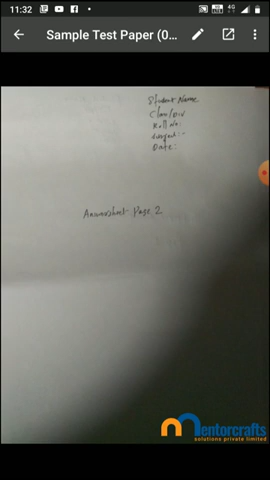 11:32
4G
Sample Test Paper (0...
Student Name
Class/Div
Roll No:
Subject:-
Date:
Answersheet Page 2
mentorcrafts
solutions private limited